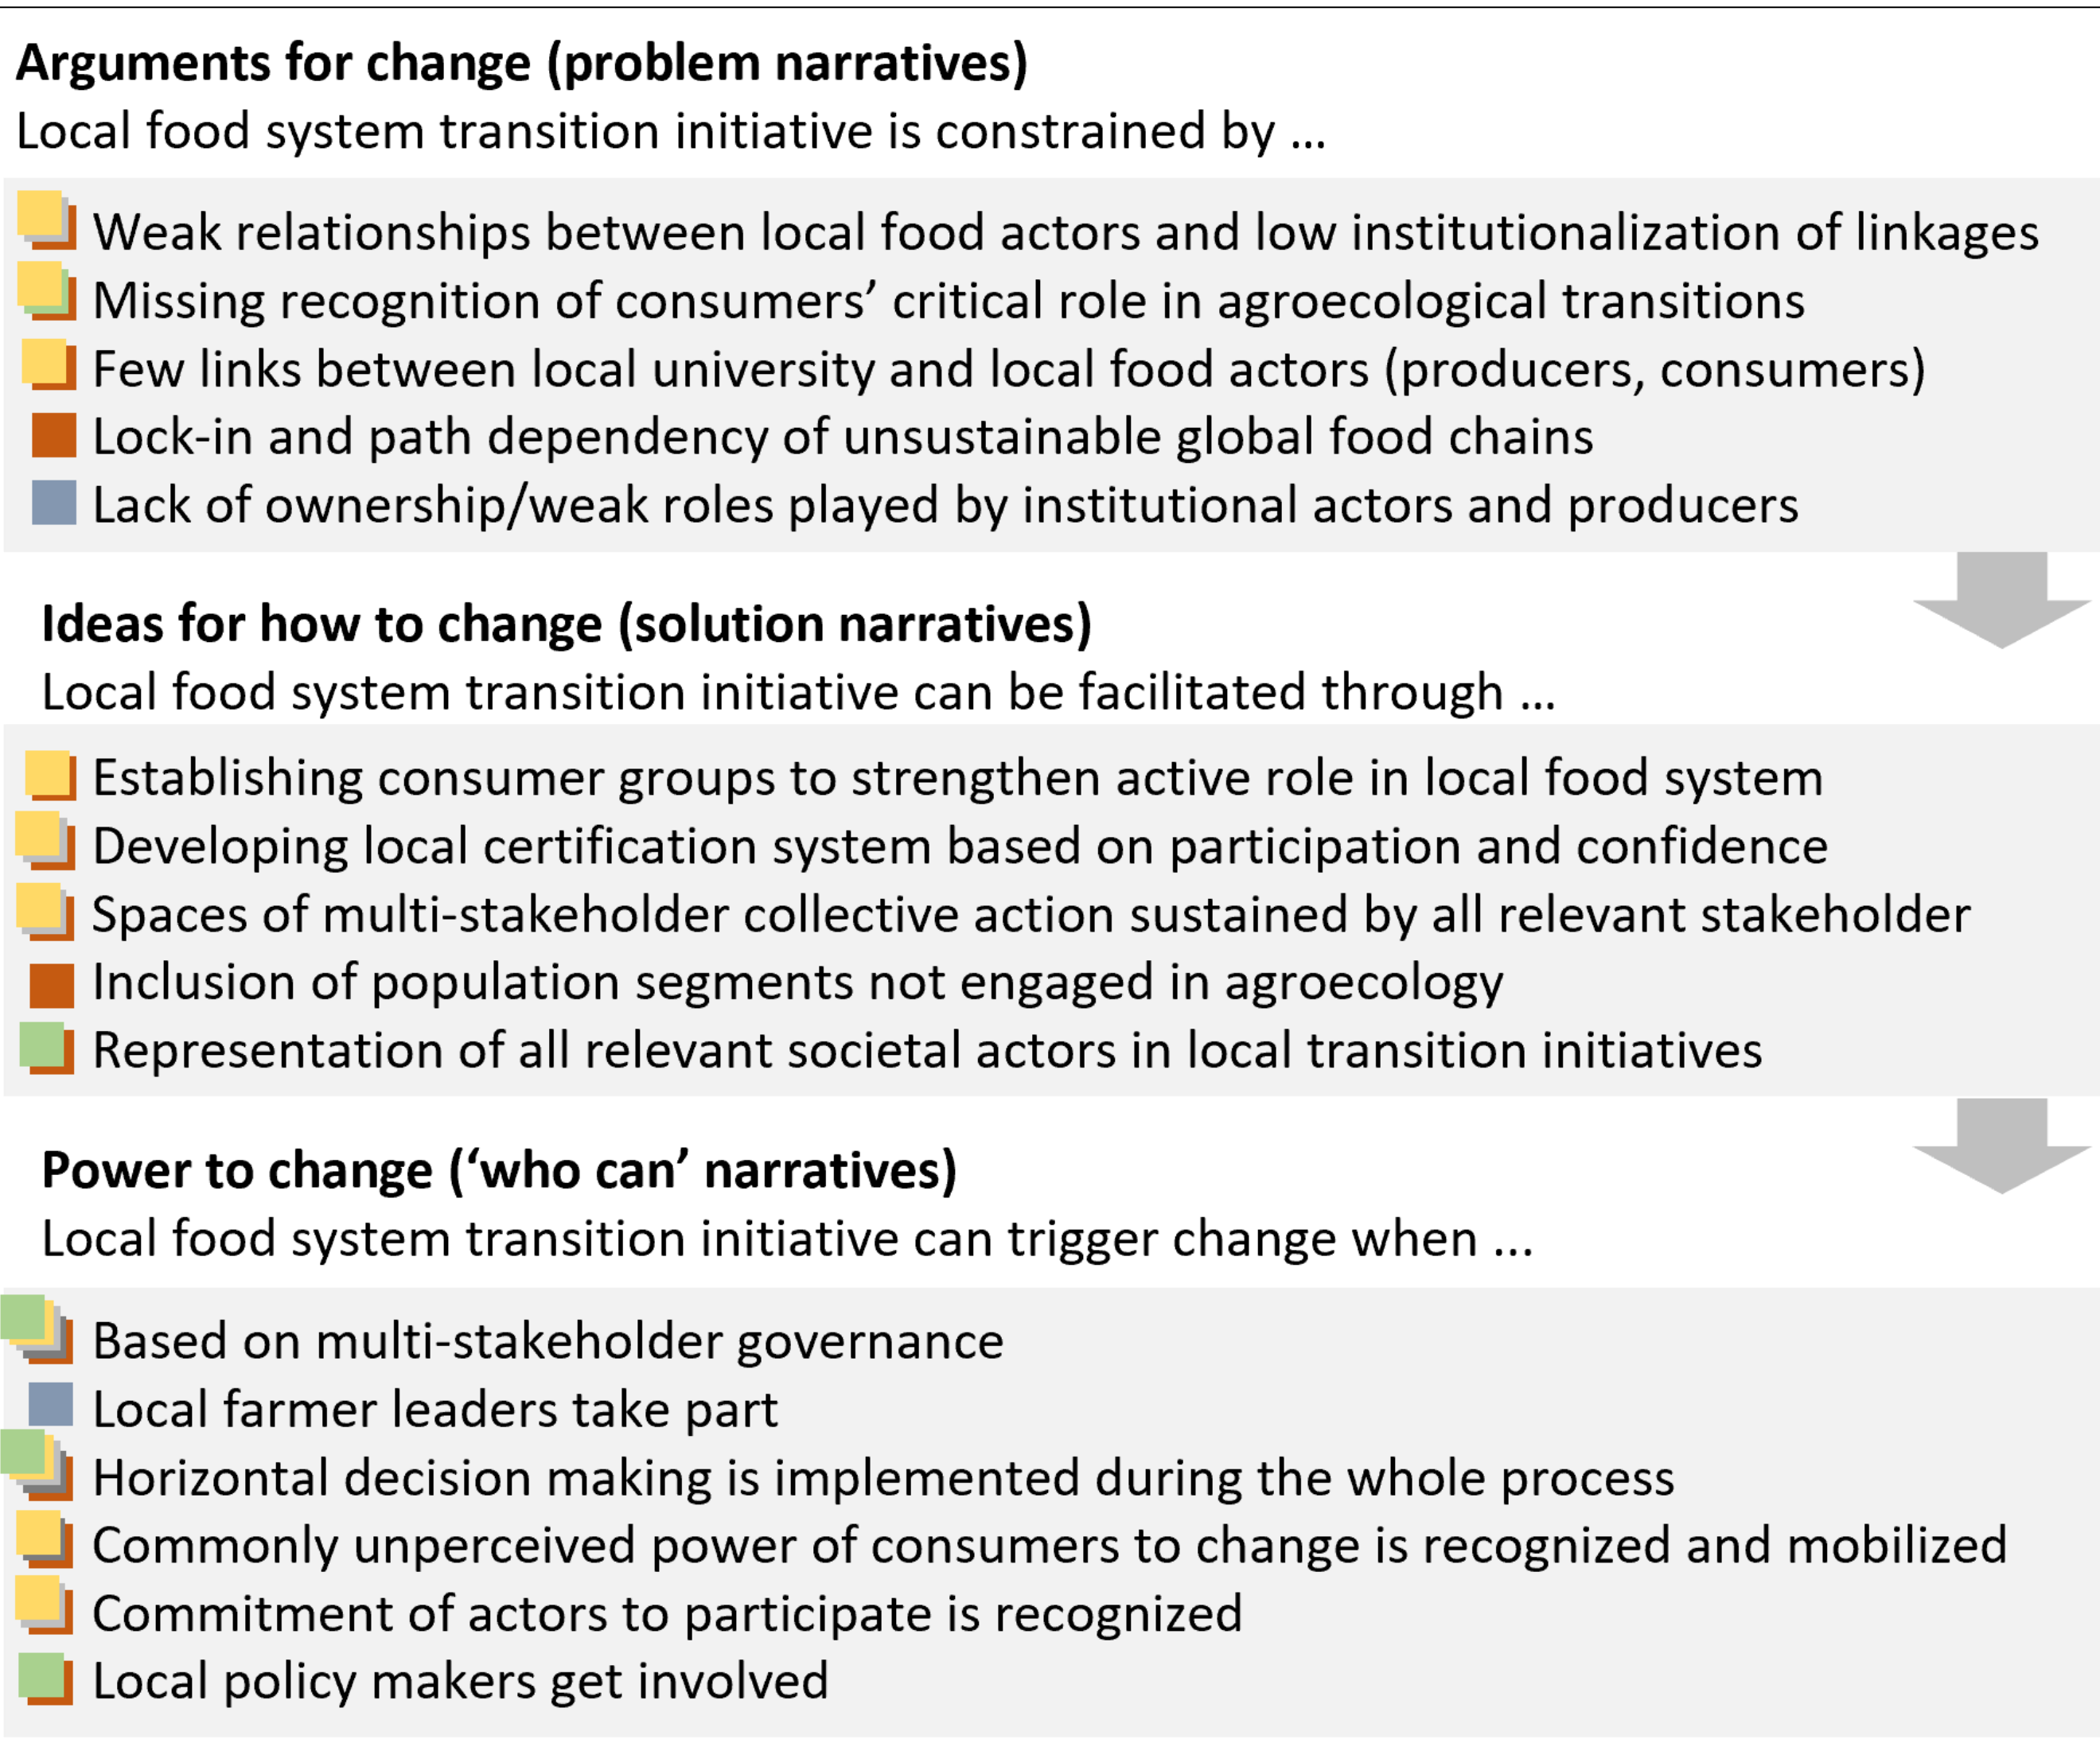 Arguments for change (problem narratives)
Local food system transition initiative is constrained by ...
Weak relationships between local food actors and low institutionalization of linkages
Missing recognition of consumers’ critical role in agroecological transitions
Few links between local university and local food actors (producers, consumers)
Lock-in and path dependency of unsustainable global food chains
Lack of ownership/weak roles played by institutional actors and producers
Ideas for how to change (solution narratives)
Local food system transition initiative can be facilitated through ...
Establishing consumer groups to strengthen active role in local food system
Developing local certification system based on participation and confidence
Spaces of multi-stakeholder collective action sustained by all relevant stakeholder
Inclusion of population segments not engaged in agroecology
Representation of all relevant societal actors in local transition initiatives
Power to change (‘who can’ narratives)
Local food system transition initiative can trigger change when ...
Based on multi-stakeholder governance
Local farmer leaders take part
Horizontal decision making is implemented during the whole process
Commonly unperceived power of consumers to change is recognized and mobilized
Commitment of actors to participate is recognized
Local policy makers get involved